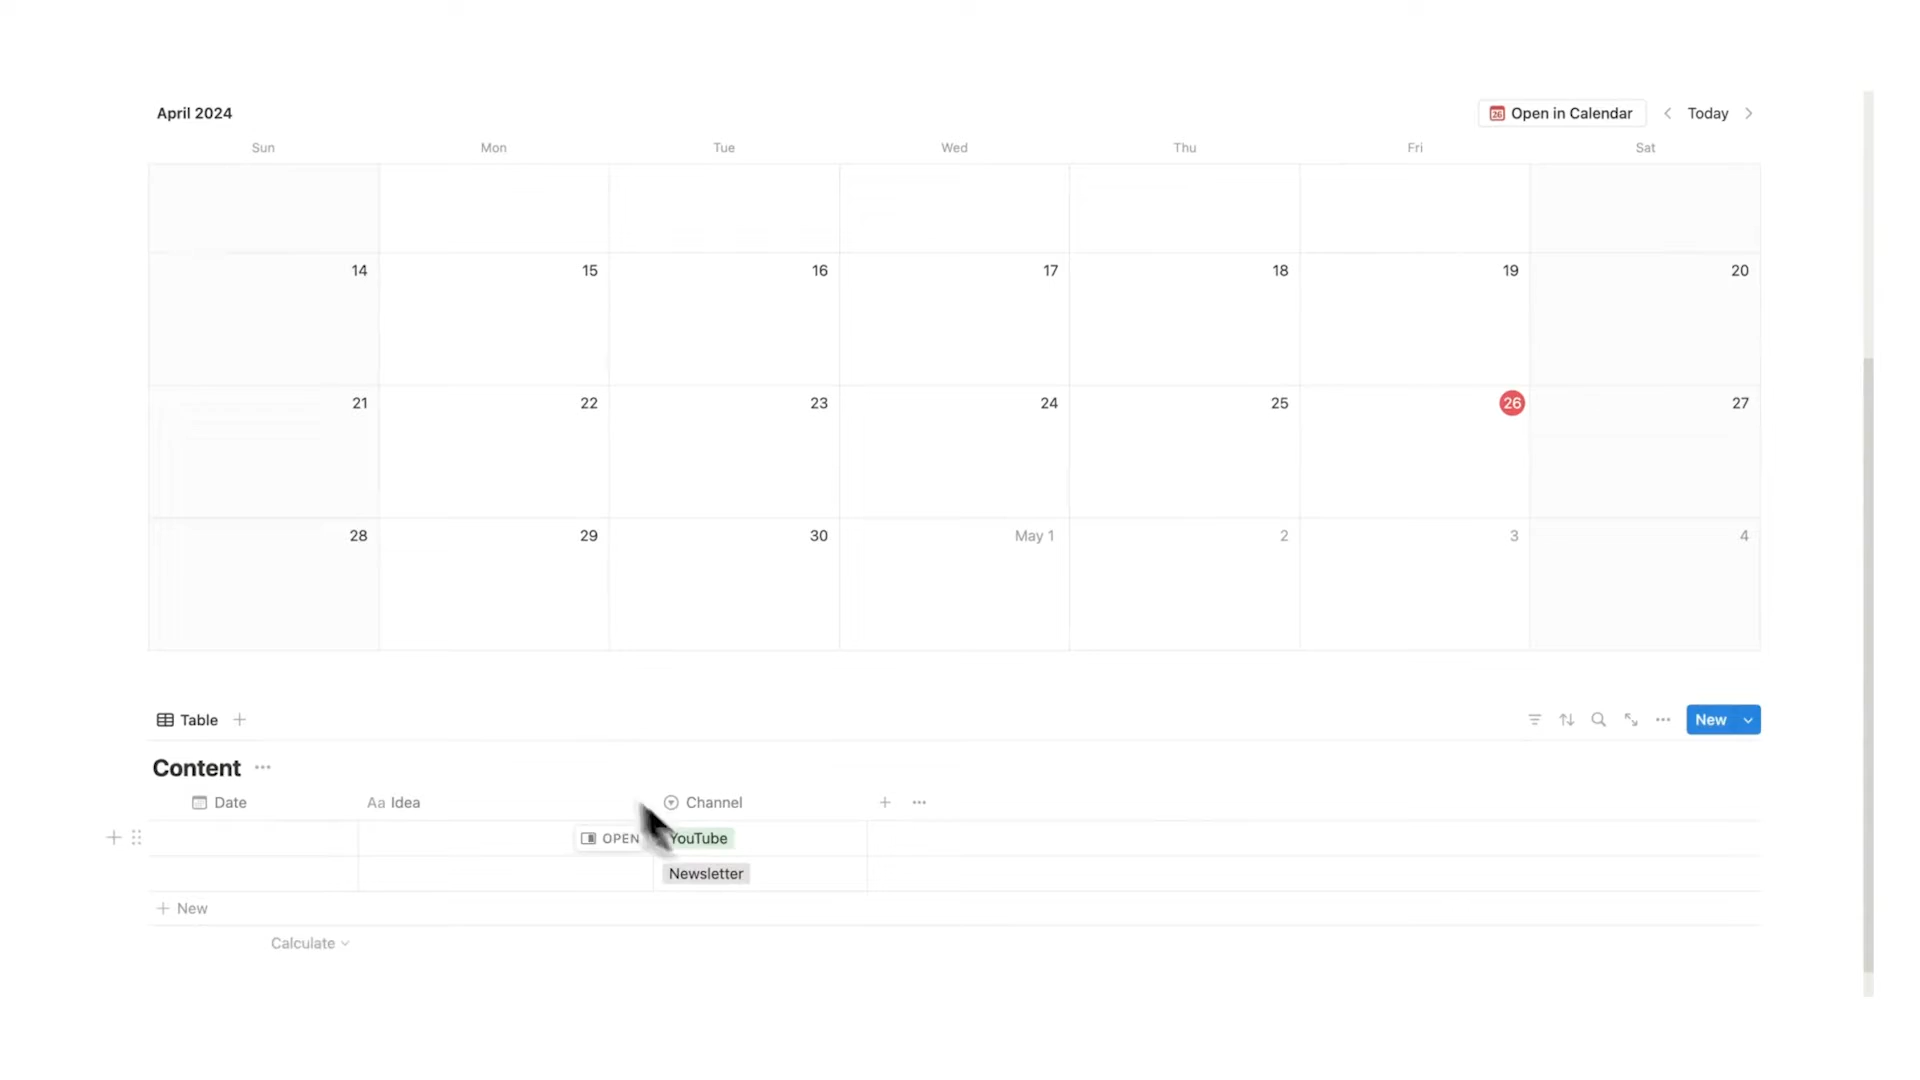 April 2024
26 Open in Calendar Today
Sun Mon Tue Wed Thu Fri Sat
14 15 16 17 18 19 20
21 22 23 24 25 26 27
28 29 30 May 1 2 3 4
Table
New
Content
Date Aa Idea Channel
OPEN YouTube
Newsletter
New
Calculate